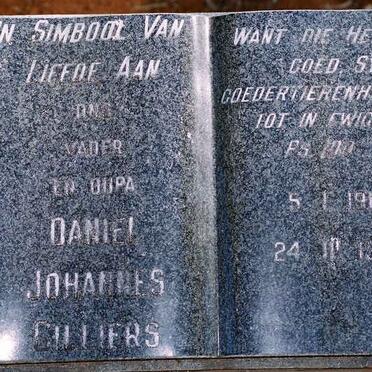 N SIMBOOL VAN
LIEFDE AAN
ONS
VADER
EN OUPA
DANIEL
JOHANNES
CILLIERS
WANT DIE HE
GOED S
GOEDERTIERENH
TOT IN EWIG
PS. 100
5 1 19
24 10 1